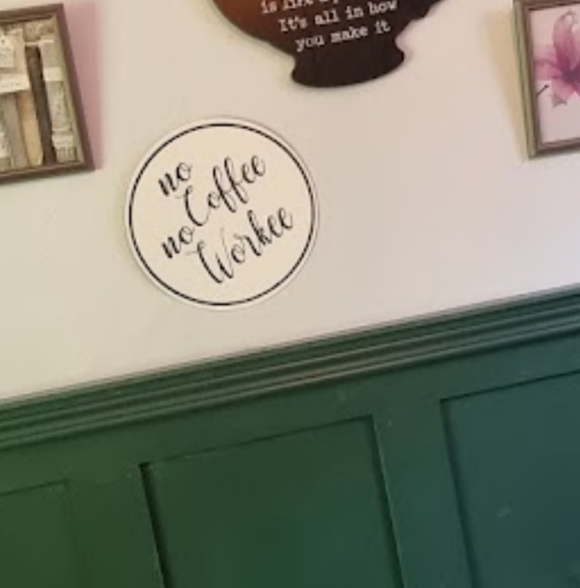 It's all in how
you make it
no
Coffee
no
Workee